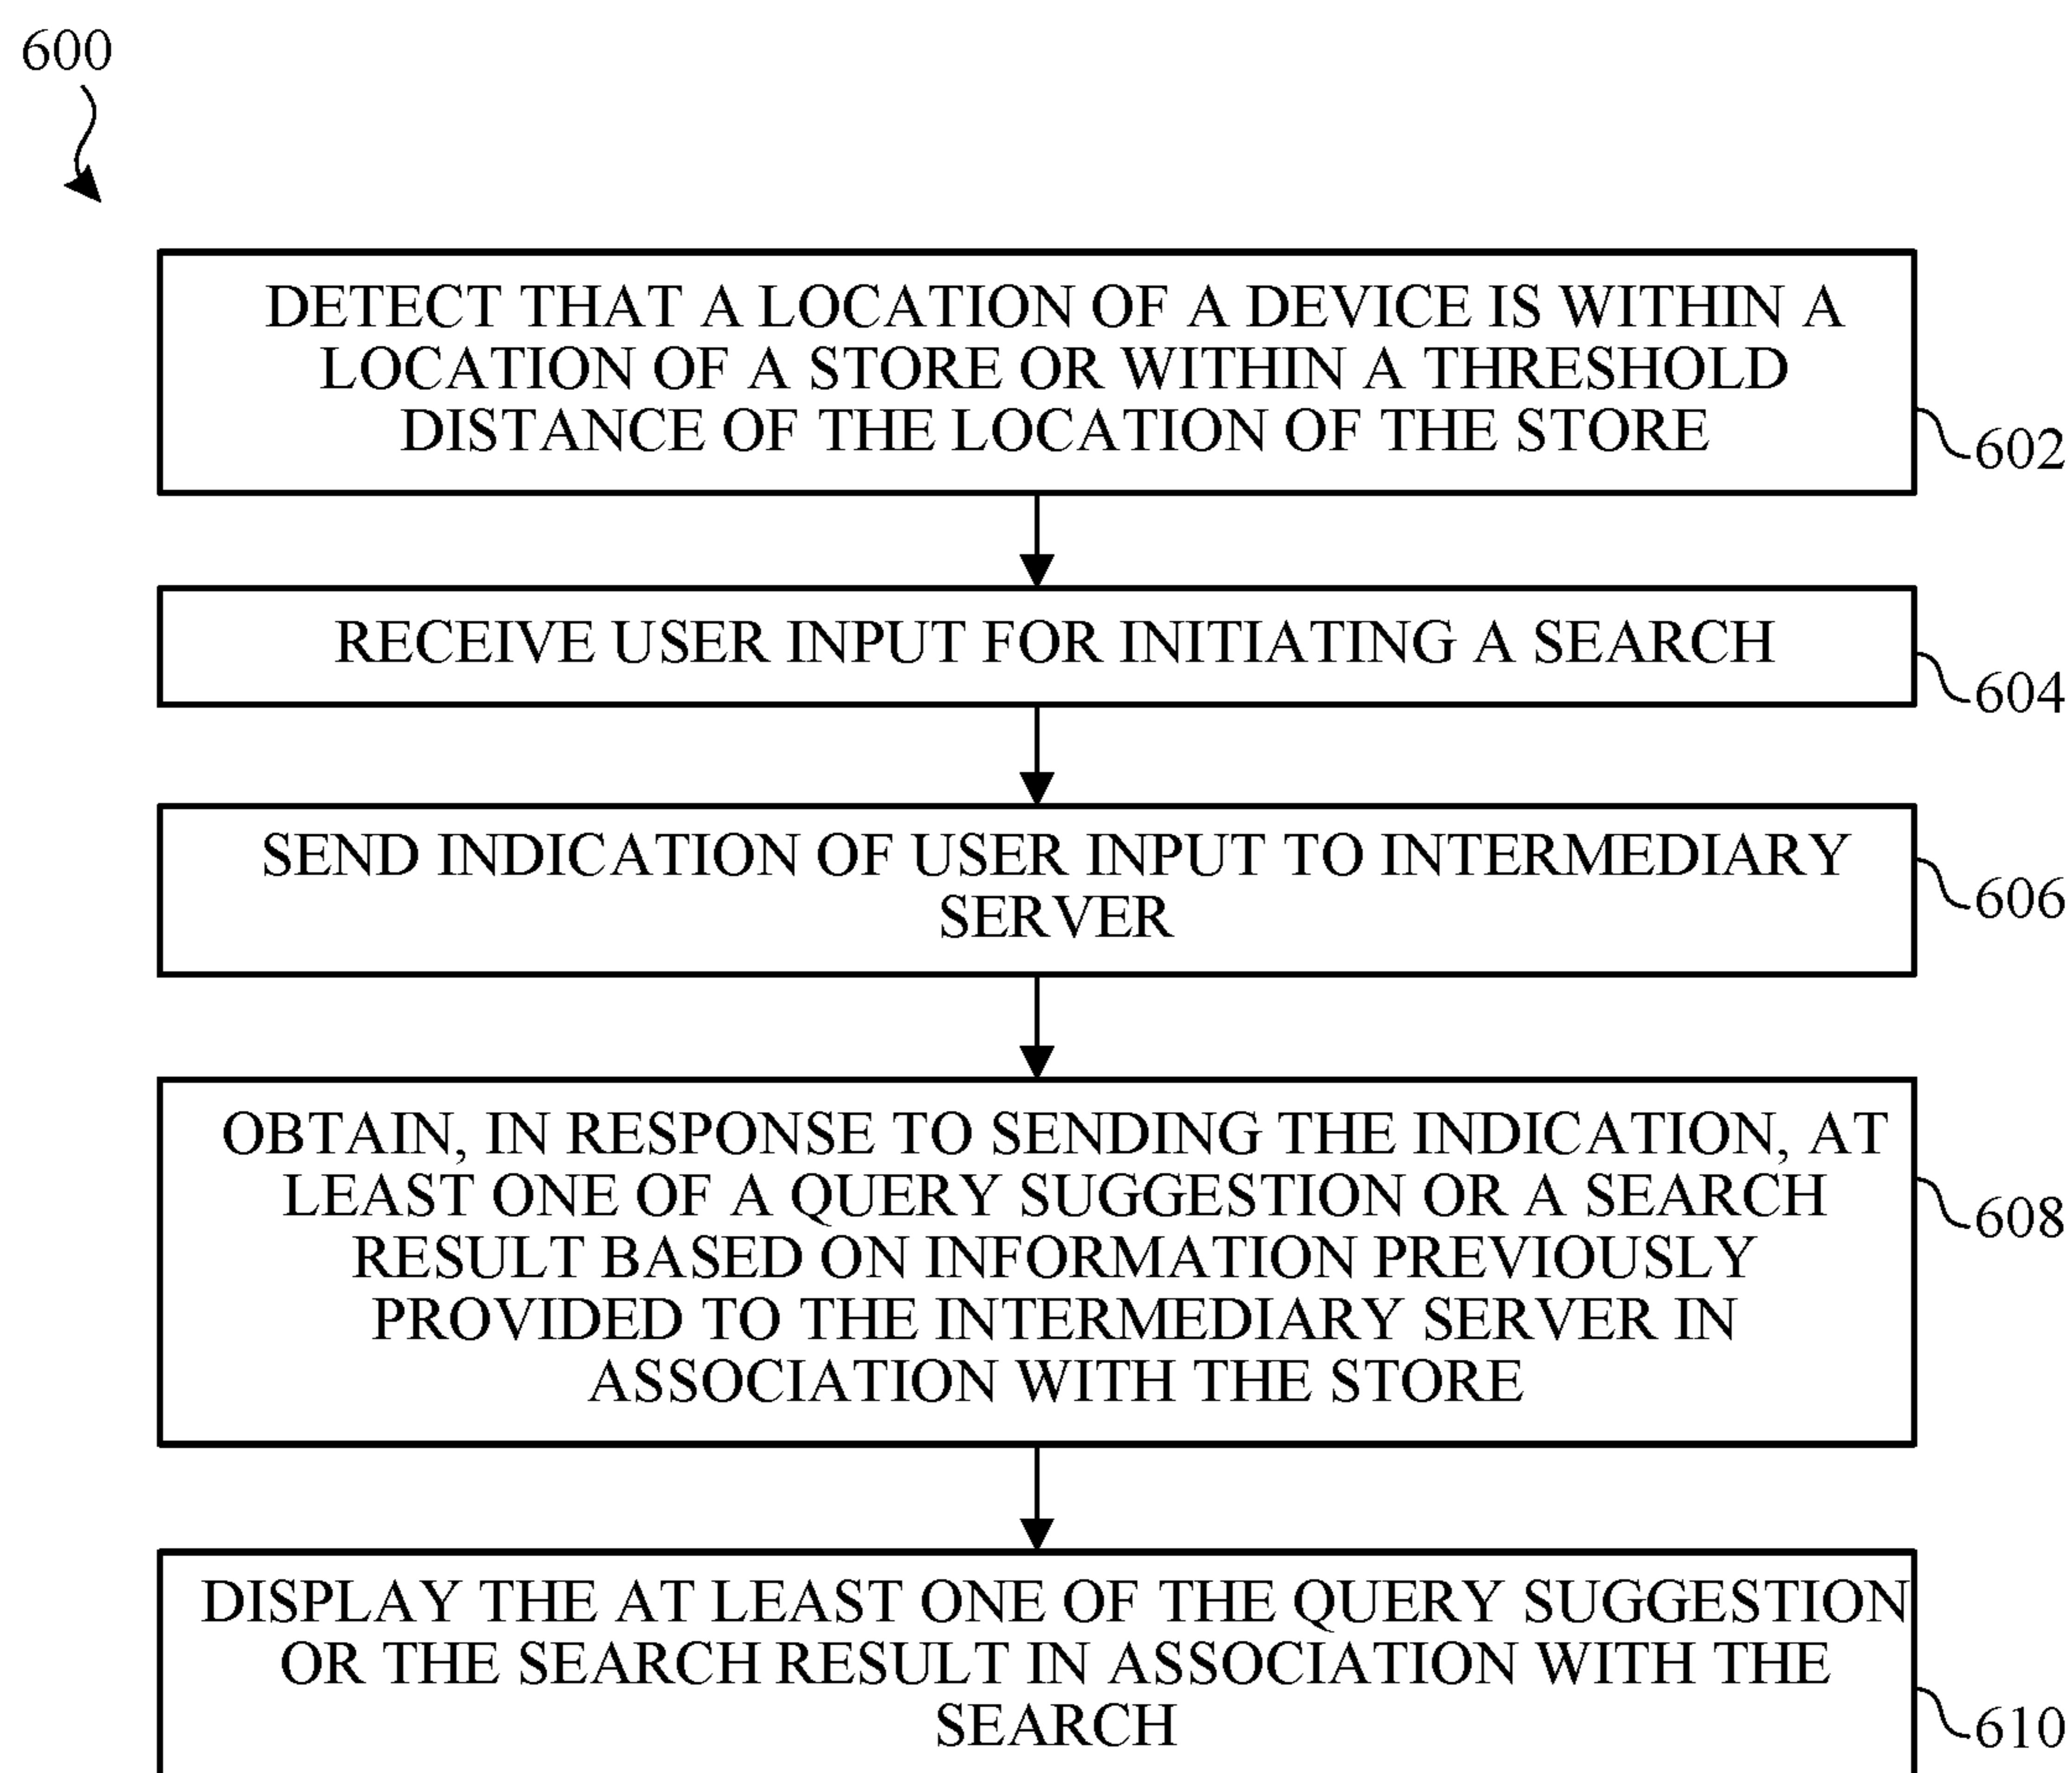 600
DETECT THAT A LOCATION OF A DEVICE IS WITHIN A
LOCATION OF A STORE OR WITHIN A THRESHOLD
DISTANCE OF THE LOCATION OF THE STORE
602
RECEIVE USER INPUT FOR INITIATING A SEARCH
604
SEND INDICATION OF USER INPUT TO INTERMEDIARY
SERVER
606
OBTAIN, IN RESPONSE TO SENDING THE INDICATION, AT
LEAST ONE OF A QUERY SUGGESTION OR A SEARCH
RESULT BASED ON INFORMATION PREVIOUSLY
PROVIDED TO THE INTERMEDIARY SERVER IN
ASSOCIATION WITH THE STORE
608
DISPLAY THE AT LEAST ONE OF THE QUERY SUGGESTION
OR THE SEARCH RESULT IN ASSOCIATION WITH THE
SEARCH
610